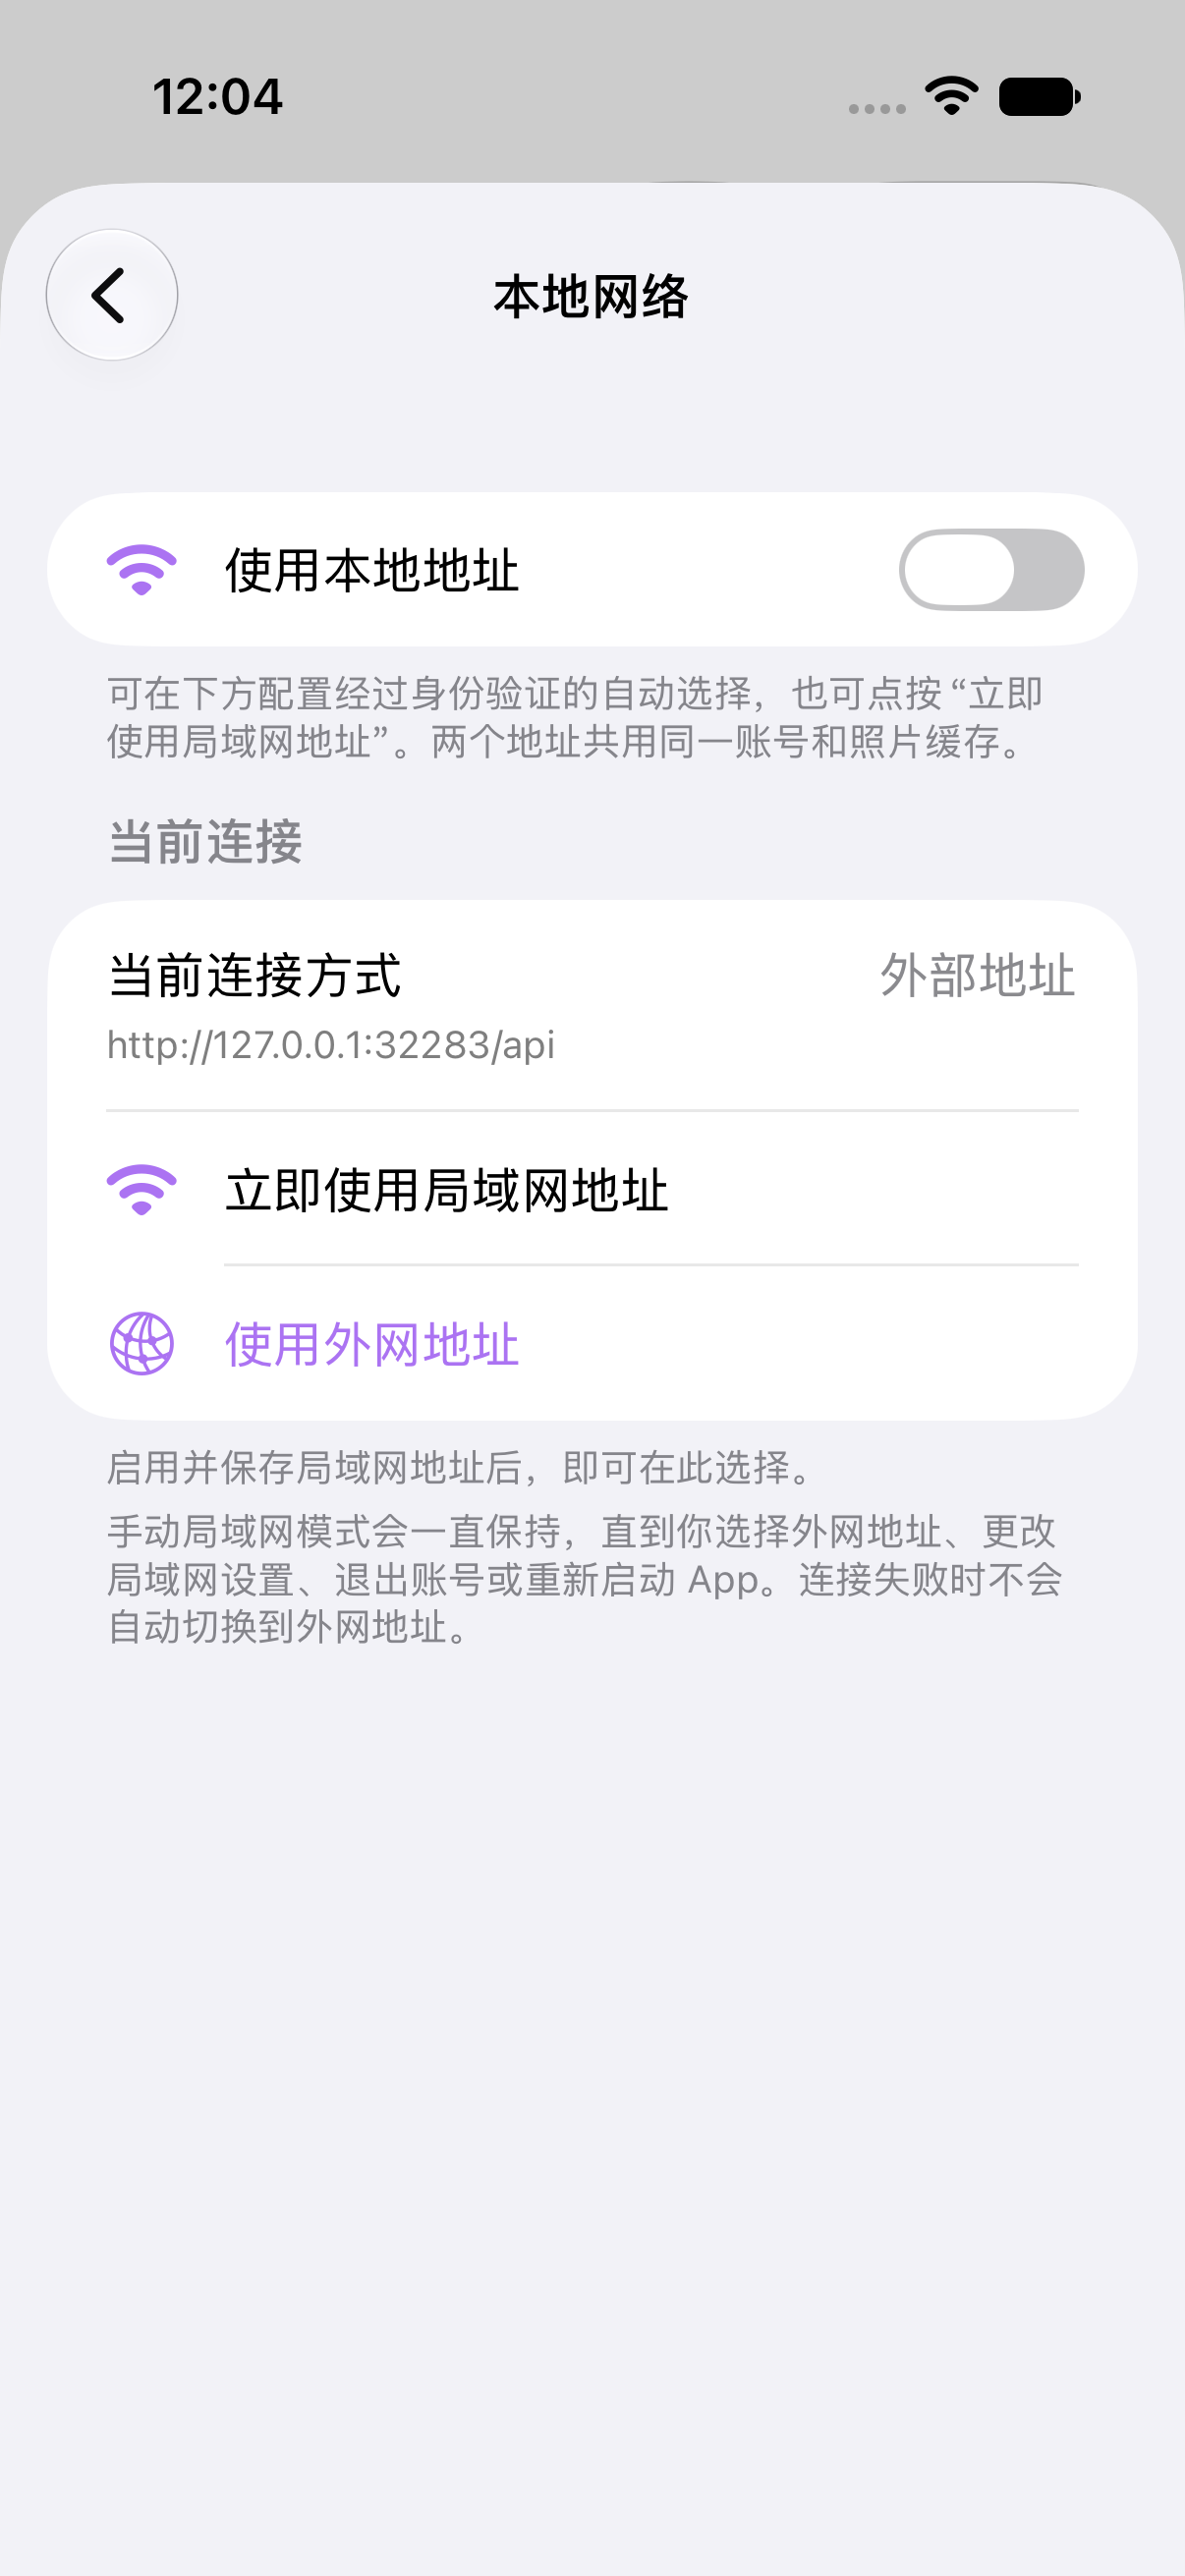 12:04
本地网络
使用本地地址
可在下方配置经过身份验证的自动选择，也可点按 “立即
使用局域网地址”。两个地址共用同一账号和照片缓存。
当前连接
当前连接方式
外部地址
http://127.0.0.1:32283/api
立即使用局域网地址
使用外网地址
启用并保存局域网地址后，即可在此选择。
手动局域网模式会一直保持，直到你选择外网地址、更改
局域网设置、退出账号或重新启动 App。连接失败时不会
自动切换到外网地址。